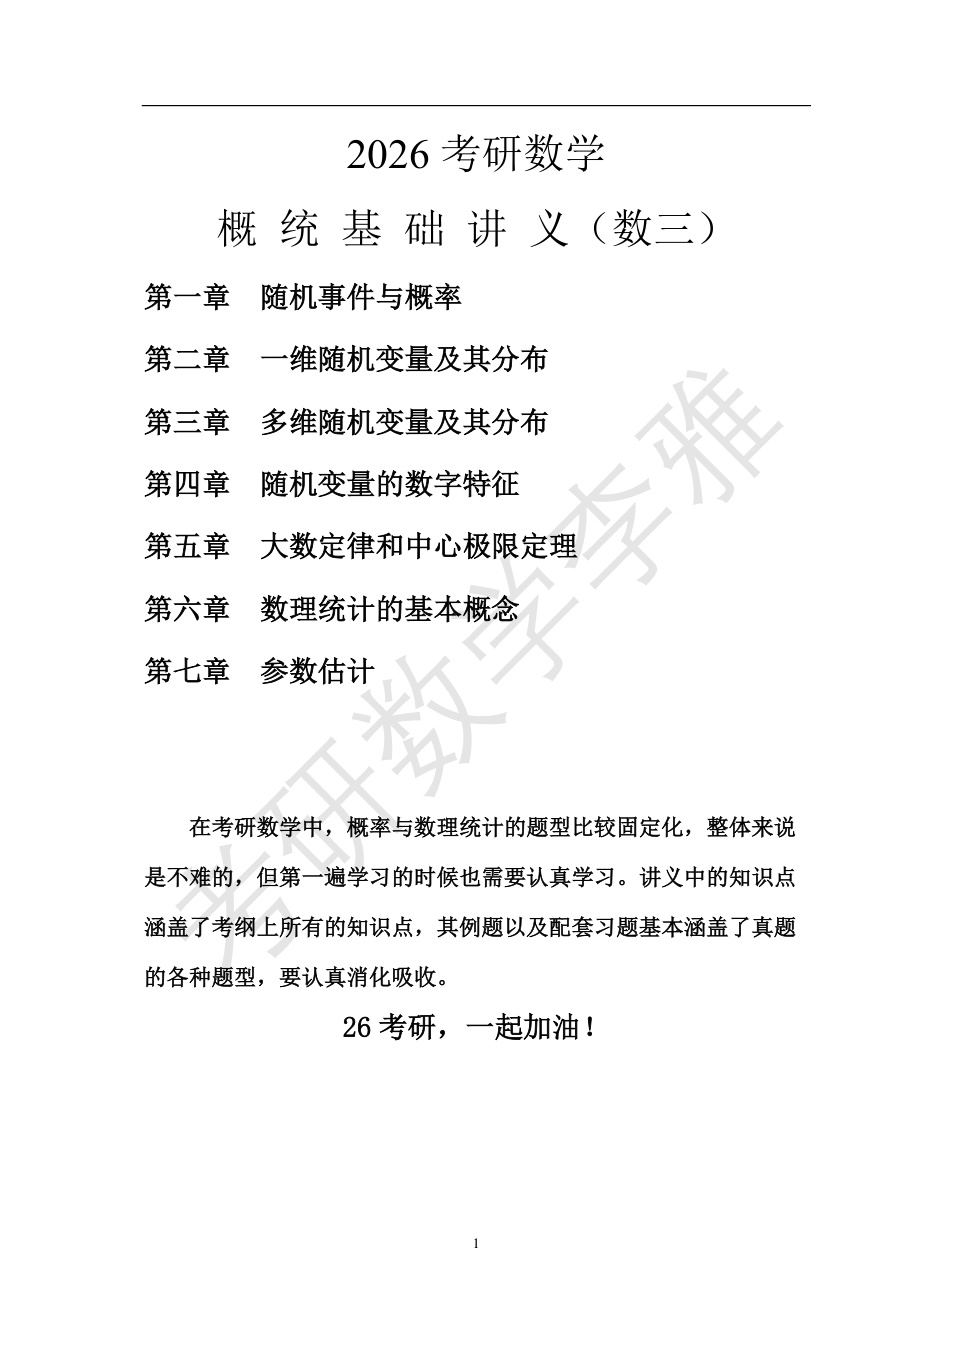 2026 考研数学
概 统 基 础 讲 义（数三）
第一章　随机事件与概率
第二章　一维随机变量及其分布
第三章　多维随机变量及其分布
第四章　随机变量的数字特征
第五章　大数定律和中心极限定理
第六章　数理统计的基本概念
第七章　参数估计
考研数学李雅
在考研数学中，概率与数理统计的题型比较固定化，整体来说
是不难的，但第一遍学习的时候也需要认真学习。讲义中的知识点
涵盖了考纲上所有的知识点，其例题以及配套习题基本涵盖了真题
的各种题型，要认真消化吸收。
26 考研，一起加油！
1